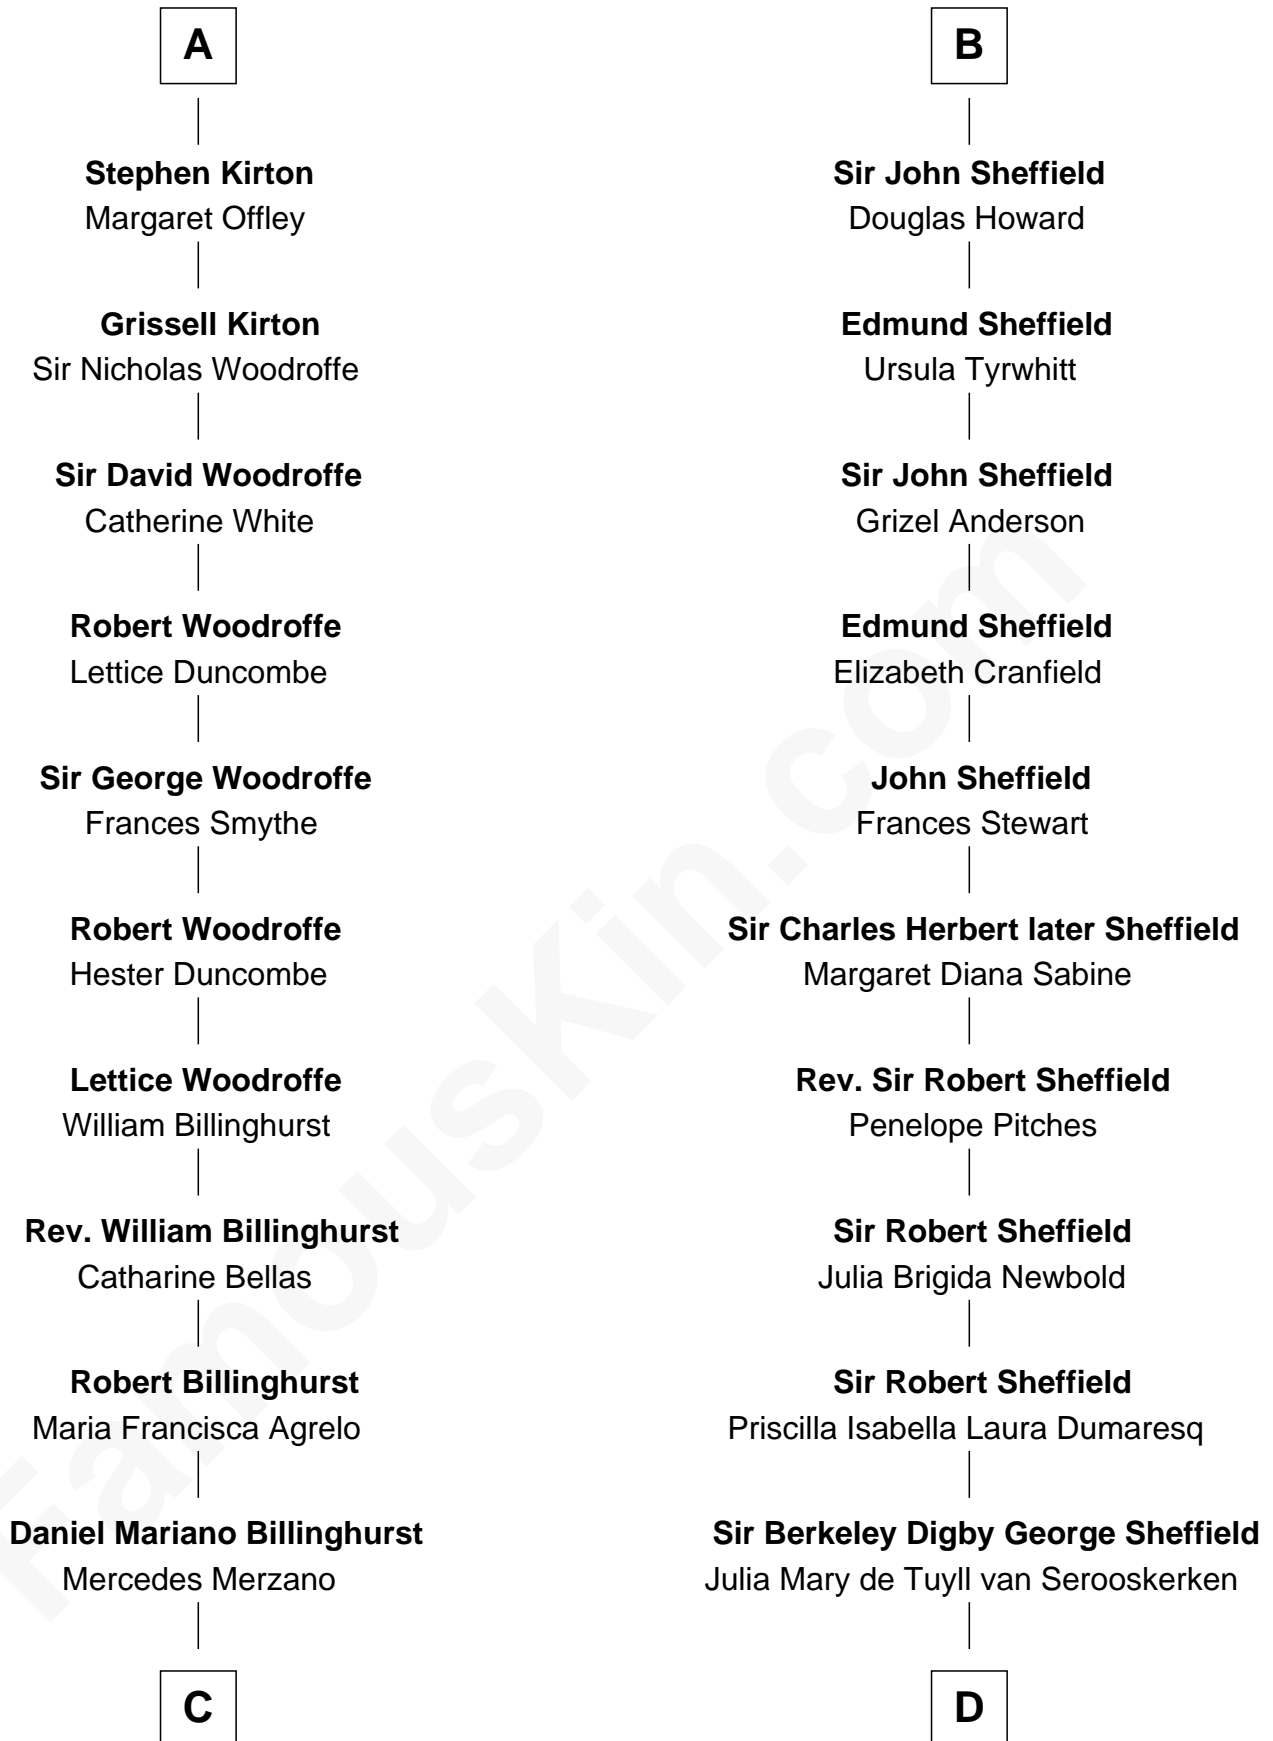 A
Stephen Kirton
Margaret Offley
Grissell Kirton
Sir Nicholas Woodroffe
Sir David Woodroffe
Catherine White
Robert Woodroffe
Lettice Duncombe
Sir George Woodroffe
Frances Smythe
Robert Woodroffe
Hester Duncombe
Lettice Woodroffe
William Billinghurst
Rev. William Billinghurst
Catharine Bellas
Robert Billinghurst
Maria Francisca Agrelo
Daniel Mariano Billinghurst
Mercedes Merzano
C
B
Sir John Sheffield
Douglas Howard
Edmund Sheffield
Ursula Tyrwhitt
Sir John Sheffield
Grizel Anderson
Edmund Sheffield
Elizabeth Cranfield
John Sheffield
Frances Stewart
Sir Charles Herbert later Sheffield
Margaret Diana Sabine
Rev. Sir Robert Sheffield
Penelope Pitches
Sir Robert Sheffield
Julia Brigida Newbold
Sir Robert Sheffield
Priscilla Isabella Laura Dumaresq
Sir Berkeley Digby George Sheffield
Julia Mary de Tuyll van Serooskerken
D
FamousKin.com